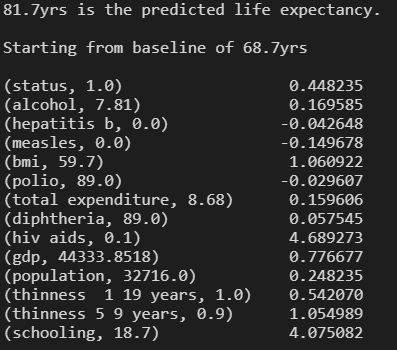 81.7yrs is the predicted life expectancy.
Starting from baseline of 68.7yrs
(status, 1.0) 0.448235
(alcohol, 7.81) 0.169585
(hepatitis b, 0.0) -0.042648
(measles, 0.0) -0.149678
(bmi, 59.7) 1.060922
(polio, 89.0) -0.029607
(total expenditure, 8.68) 0.159606
(diphtheria, 89.0) 0.057545
(hiv aids, 0.1) 4.689273
(gdp, 44333.8518) 0.776677
(population, 32716.0) 0.248235
(thinness  1 19 years, 1.0) 0.542070
(thinness 5 9 years, 0.9) 1.054989
(schooling, 18.7) 4.075082